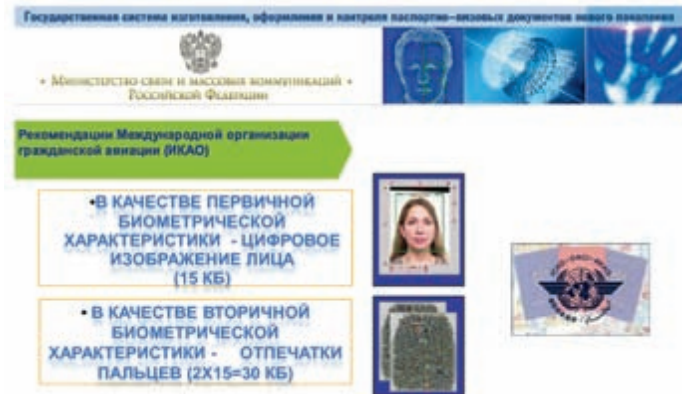 Государственная система изготовления, оформления и контроля паспортно-визовых документов нового поколения
• Министерство связи и массовых коммуникаций •
Российской Федерации
Рекомендации Международной организации
гражданской авиации (ИКАО)
•В КАЧЕСТВЕ ПЕРВИЧНОЙ
БИОМЕТРИЧЕСКОЙ
ХАРАКТЕРИСТИКИ - ЦИФРОВОЕ
ИЗОБРАЖЕНИЕ ЛИЦА
(15 КБ)
• В КАЧЕСТВЕ ВТОРИЧНОЙ
БИОМЕТРИЧЕСКОЙ
ХАРАКТЕРИСТИКИ - ОТПЕЧАТКИ
ПАЛЬЦЕВ (2Х15=30 КБ)